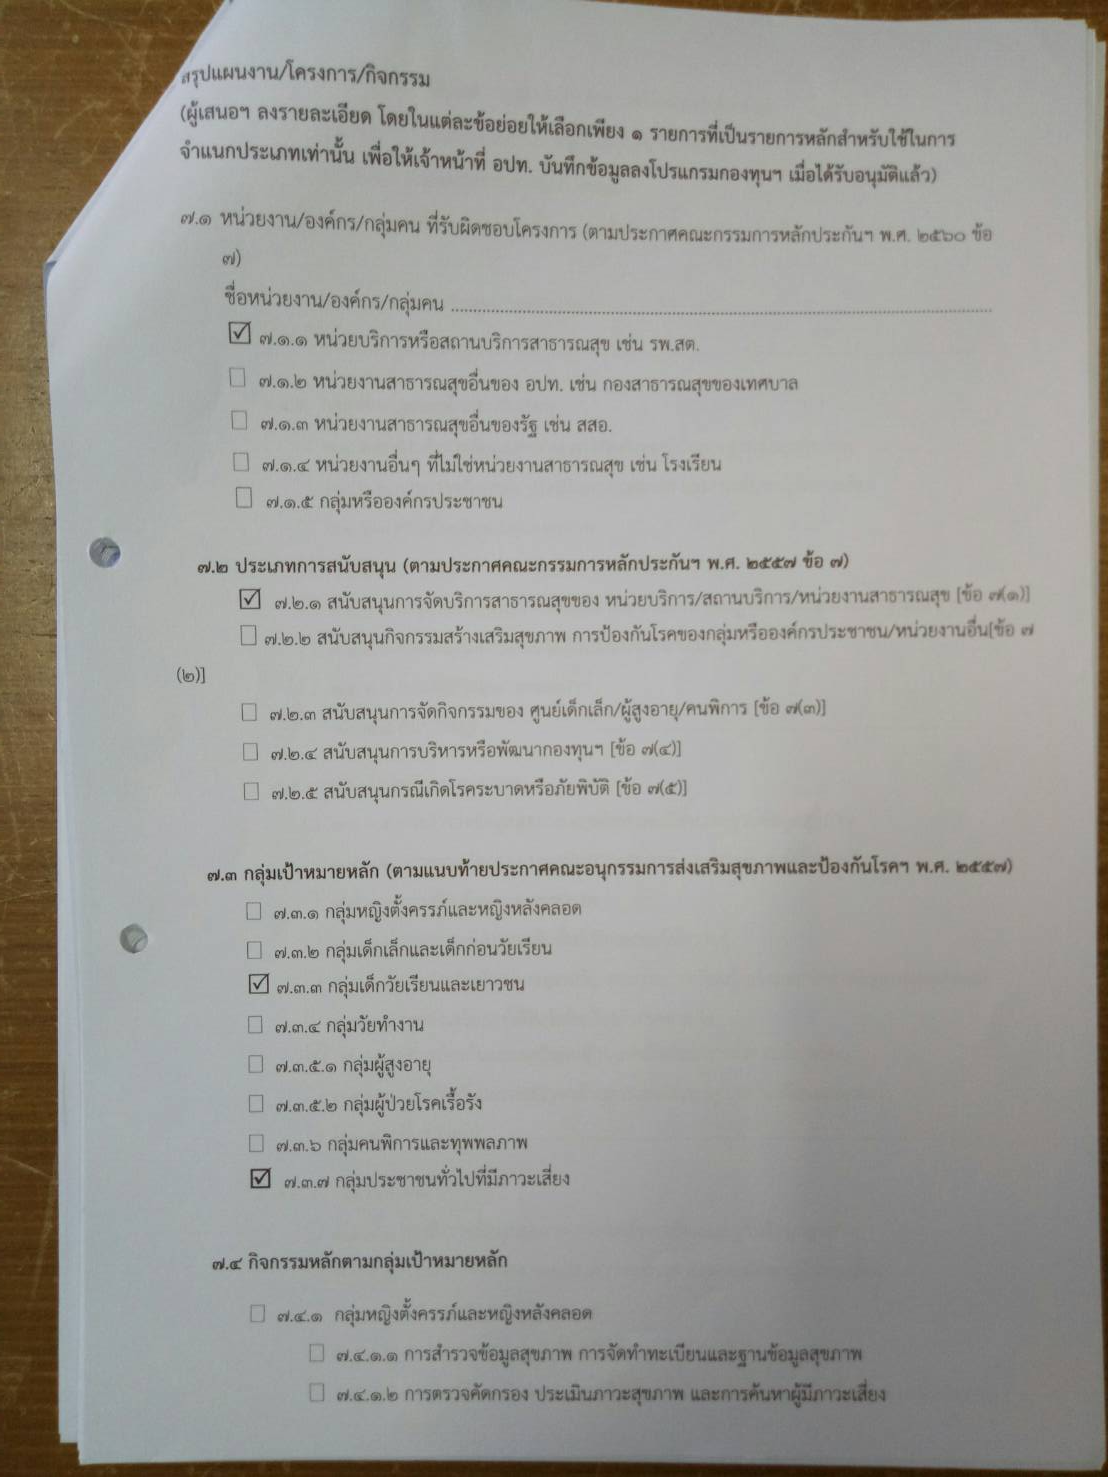 สรุปแผนงาน/โครงการ/กิจกรรม
(ผู้เสนอฯ ลงรายละเอียด โดยในแต่ละข้อย่อยให้เลือกเพียง ๑ รายการที่เป็นรายการหลักสำหรับใช้ในการ
จำแนกประเภทเท่านั้น เพื่อให้เจ้าหน้าที่ อปท. บันทึกข้อมูลลงโปรแกรมกองทุนฯ เมื่อได้รับอนุมัติแล้ว)
๗.๑ หน่วยงาน/องค์กร/กลุ่มคน ที่รับผิดชอบโครงการ (ตามประกาศคณะกรรมการหลักประกันฯ พ.ศ. ๒๕๖๐ ข้อ
๗)
ชื่อหน่วยงาน/องค์กร/กลุ่มคน ........................................................................
☑ ๗.๑.๑ หน่วยบริการหรือสถานบริการสาธารณสุข เช่น รพ.สต.
☐ ๗.๑.๒ หน่วยงานสาธารณสุขอื่นของ อปท. เช่น กองสาธารณสุขของเทศบาล
☐ ๗.๑.๓ หน่วยงานสาธารณสุขอื่นของรัฐ เช่น สสอ.
☐ ๗.๑.๔ หน่วยงานอื่นๆ ที่ไม่ใช่หน่วยงานสาธารณสุข เช่น โรงเรียน
☐ ๗.๑.๕ กลุ่มหรือองค์กรประชาชน
๗.๒ ประเภทการสนับสนุน (ตามประกาศคณะกรรมการหลักประกันฯ พ.ศ. ๒๕๕๗ ข้อ ๗)
☑ ๗.๒.๑ สนับสนุนการจัดบริการสาธารณสุขของ หน่วยบริการ/สถานบริการ/หน่วยงานสาธารณสุข [ข้อ ๗(๑)]
☐ ๗.๒.๒ สนับสนุนกิจกรรมสร้างเสริมสุขภาพ การป้องกันโรคของกลุ่มหรือองค์กรประชาชน/หน่วยงานอื่น[ข้อ ๗
(๒)]
☐ ๗.๒.๓ สนับสนุนการจัดกิจกรรมของ ศูนย์เด็กเล็ก/ผู้สูงอายุ/คนพิการ [ข้อ ๗(๓)]
☐ ๗.๒.๔ สนับสนุนการบริหารหรือพัฒนากองทุนฯ [ข้อ ๗(๔)]
☐ ๗.๒.๕ สนับสนุนกรณีเกิดโรคระบาดหรือภัยพิบัติ [ข้อ ๗(๕)]
๗.๓ กลุ่มเป้าหมายหลัก (ตามแนบท้ายประกาศคณะอนุกรรมการส่งเสริมสุขภาพและป้องกันโรคฯ พ.ศ. ๒๕๕๗)
☐ ๗.๓.๑ กลุ่มหญิงตั้งครรภ์และหญิงหลังคลอด
☐ ๗.๓.๒ กลุ่มเด็กเล็กและเด็กก่อนวัยเรียน
☑ ๗.๓.๓ กลุ่มเด็กวัยเรียนและเยาวชน
☐ ๗.๓.๔ กลุ่มวัยทำงาน
☐ ๗.๓.๕.๑ กลุ่มผู้สูงอายุ
☐ ๗.๓.๕.๒ กลุ่มผู้ป่วยโรคเรื้อรัง
☐ ๗.๓.๖ กลุ่มคนพิการและทุพพลภาพ
☑ ๗.๓.๗ กลุ่มประชาชนทั่วไปที่มีภาวะเสี่ยง
๗.๔ กิจกรรมหลักตามกลุ่มเป้าหมายหลัก
☐ ๗.๔.๑ กลุ่มหญิงตั้งครรภ์และหญิงหลังคลอด
☐ ๗.๔.๑.๑ การสำรวจข้อมูลสุขภาพ การจัดทำทะเบียนและฐานข้อมูลสุขภาพ
☐ ๗.๔.๑.๒ การตรวจคัดกรอง ประเมินภาวะสุขภาพ และการค้นหาผู้มีภาวะเสี่ยง